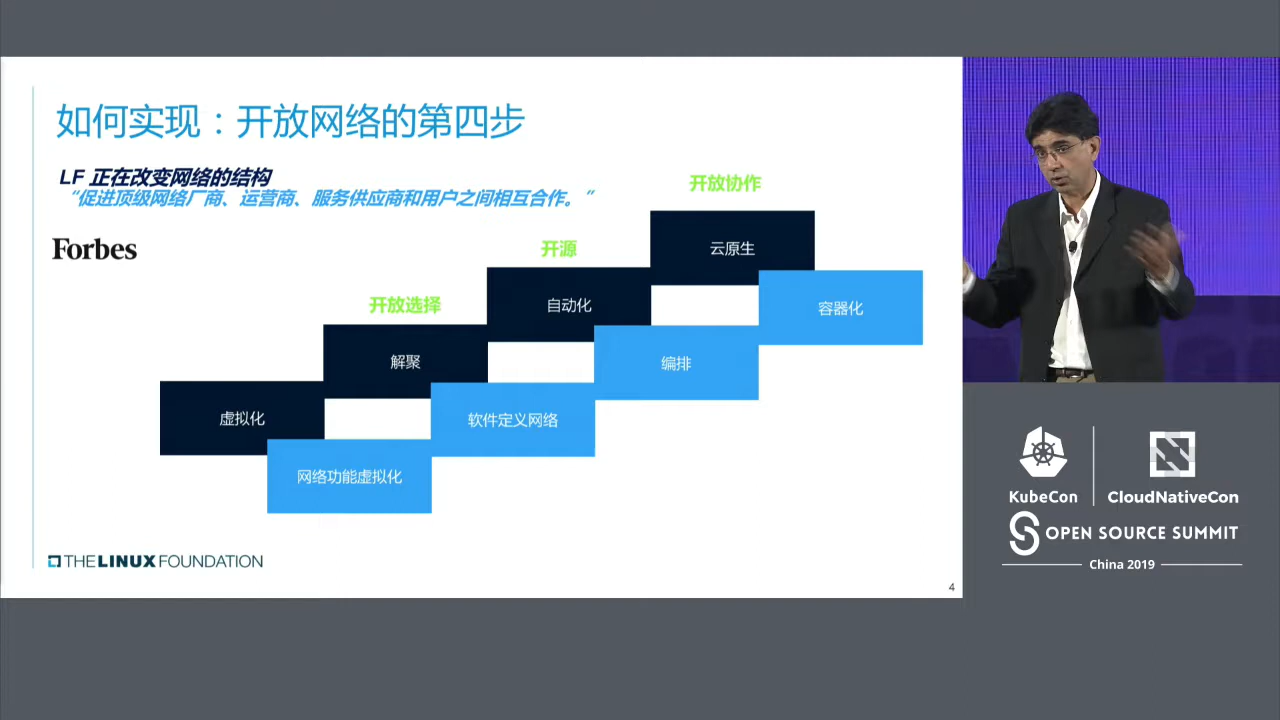 如何实现：开放网络的第四步
LF 正在改变网络的结构
“促进顶级网络厂商、运营商、服务供应商和用户之间相互合作。”
Forbes
开放协作
云原生
容器化
开源
自动化
编排
开放选择
解聚
软件定义网络
虚拟化
网络功能虚拟化
THE LINUX FOUNDATION
4
KubeCon
CloudNativeCon
OPEN SOURCE SUMMIT
China 2019